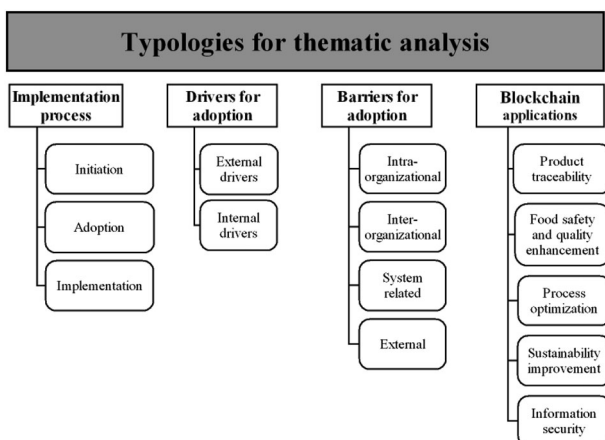 Typologies for thematic analysis
Implementation
process
Initiation
Adoption
Implementation
Drivers for
adoption
External
drivers
Internal
drivers
Barriers for
adoption
Intra-
organizational
Inter-
organizational
System
related
External
Blockchain
applications
Product
traceability
Food safety
and quality
enhancement
Process
optimization
Sustainability
improvement
Information
security